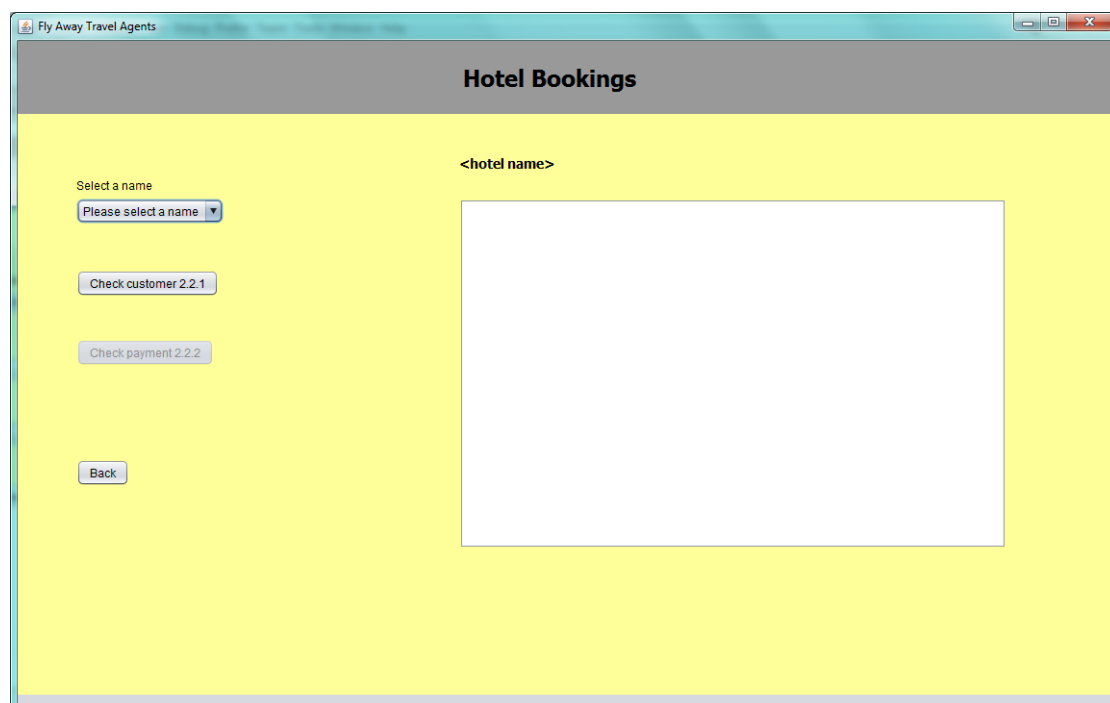 Fly Away Travel Agents
Hotel Bookings
<hotel name>
Select a name
Please select a name
Check customer 2.2.1
Check payment 2.2.2
Back